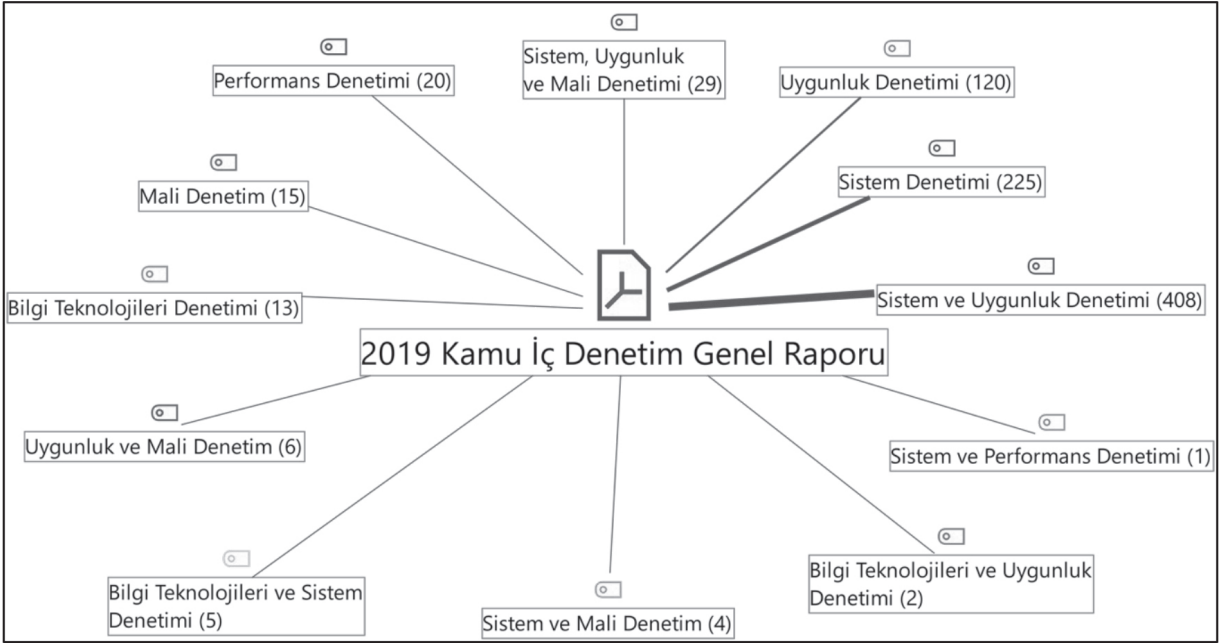 Sistem, Uygunluk
ve Mali Denetimi (29)
Performans Denetimi (20)
Uygunluk Denetimi (120)
Mali Denetim (15)
Sistem Denetimi (225)
Bilgi Teknolojileri Denetimi (13)
Sistem ve Uygunluk Denetimi (408)
2019 Kamu İç Denetim Genel Raporu
Uygunluk ve Mali Denetim (6)
Sistem ve Performans Denetimi (1)
Bilgi Teknolojileri ve Sistem
Denetimi (5)
Sistem ve Mali Denetim (4)
Bilgi Teknolojileri ve Uygunluk
Denetimi (2)